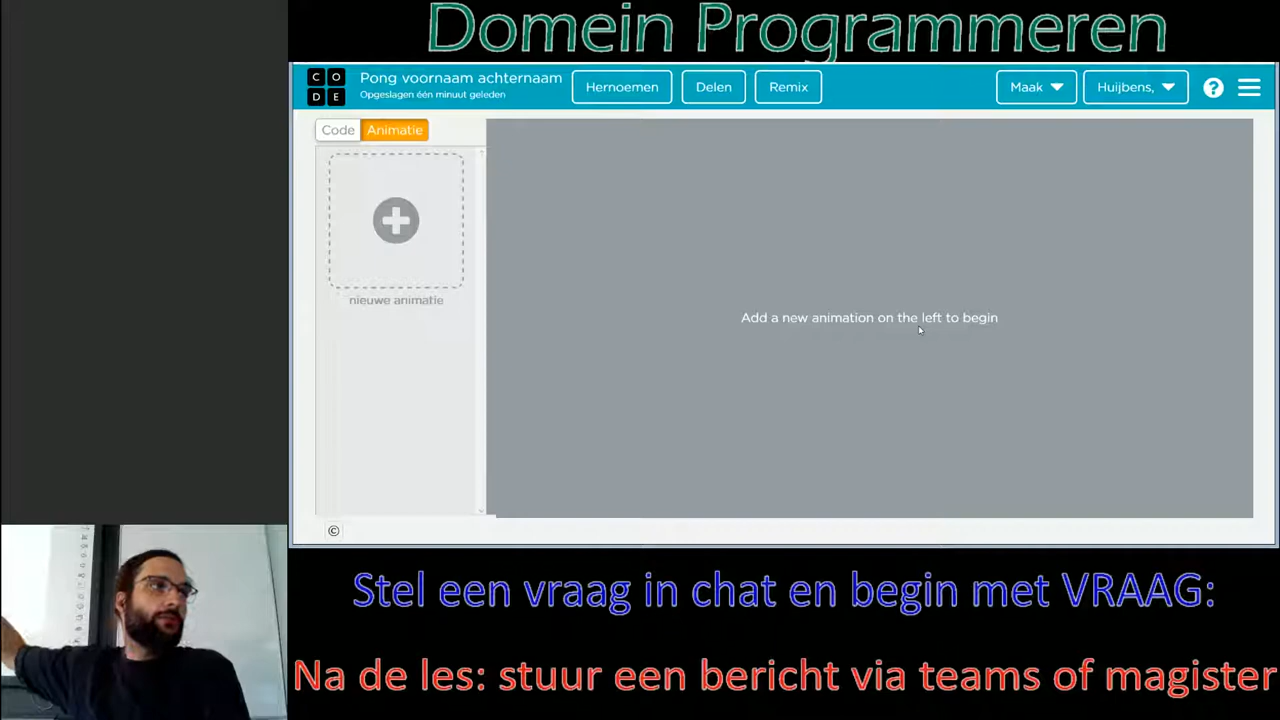 Domein Programmeren
C O
D E
Pong voornaam achternaam
Opgeslagen één minuut geleden
Hernoemen
Delen
Remix
Maak
Huijbens,
?
Code
Animatie
nieuwe animatie
Add a new animation on the left to begin
©
Stel een vraag in chat en begin met VRAAG:
Na de les: stuur een bericht via teams of magister